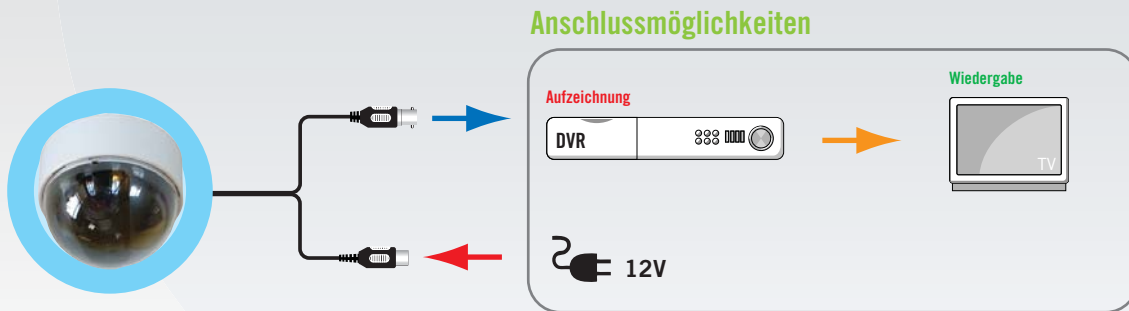 Anschlussmöglichkeiten
Wiedergabe
Aufzeichnung
DVR
TV
12V